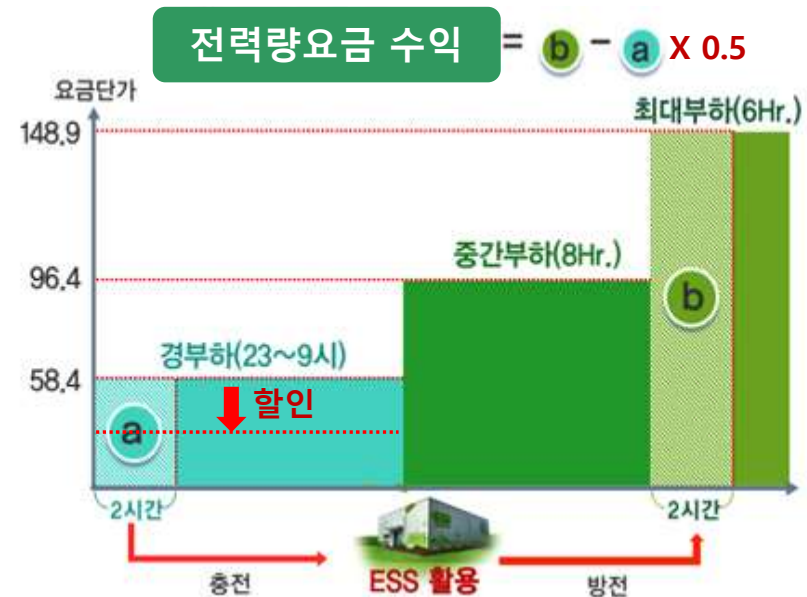 전력량요금 수익 = b - a X 0.5
요금단가
최대부하(6Hr.)
148.9
중간부하(8Hr.)
96.4
b
경부하(23~9시)
58.4
할인
a
2시간
2시간
충전
ESS 활용
방전